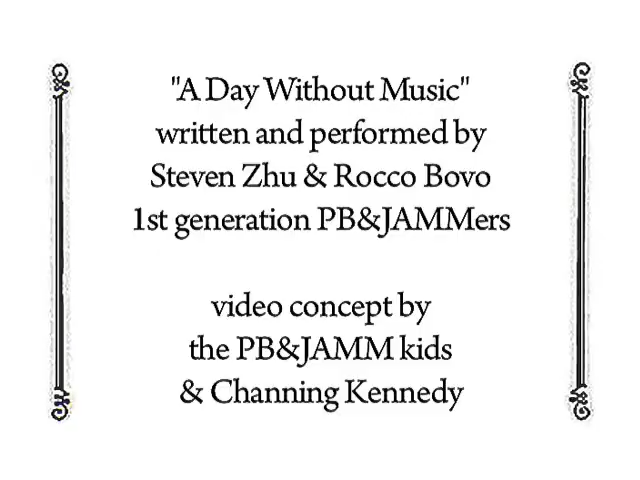 "A Day Without Music"
written and performed by
Steven Zhu & Rocco Bovo
1st generation PB&JAMMers
video concept by
the PB&JAMM kids
& Channing Kennedy